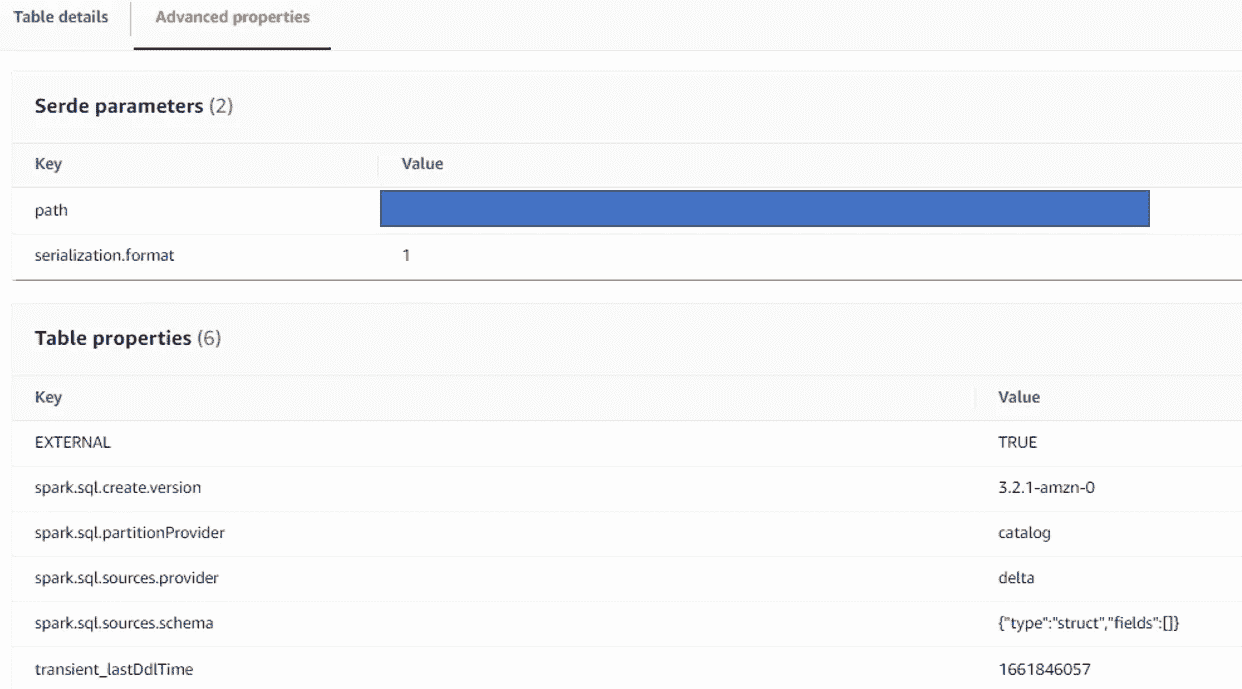 Table details Advanced properties
Serde parameters (2)
Key Value
path
serialization.format 1
Table properties (6)
Key Value
EXTERNAL TRUE
spark.sql.create.version 3.2.1-amzn-0
spark.sql.partitionProvider catalog
spark.sql.sources.provider delta
spark.sql.sources.schema {"type":"struct","fields":[]}
transient_lastDdlTime 1661846057